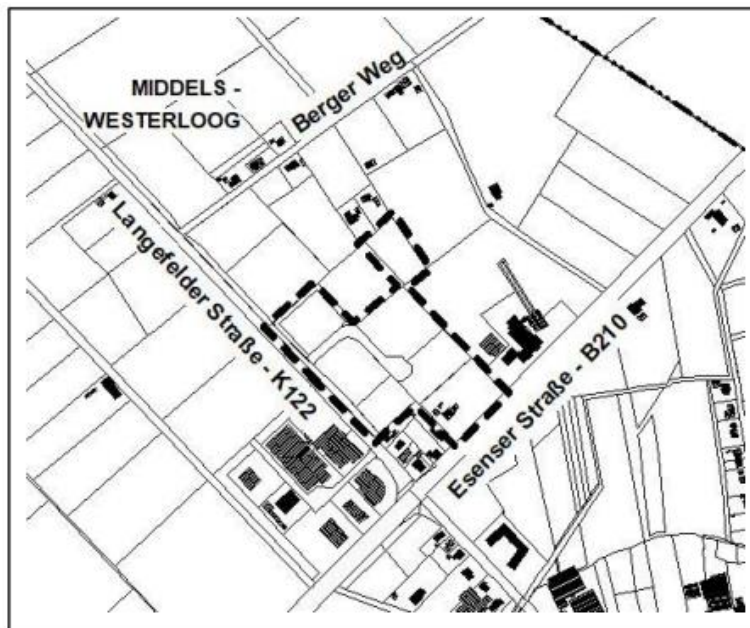 MIDDELS -
WESTERLOOG
Berger Weg
Langefelder Straße - K122
Esenser Straße - B210